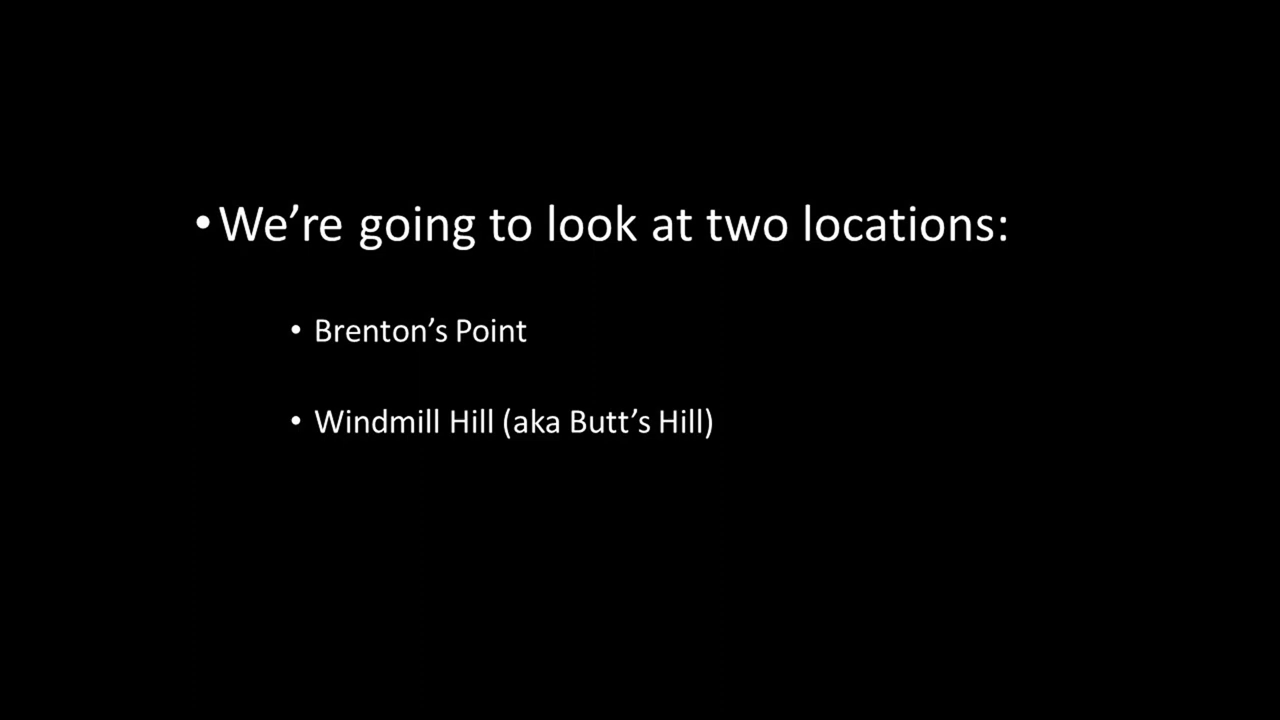 •We’re going to look at two locations:
• Brenton’s Point
• Windmill Hill (aka Butt’s Hill)